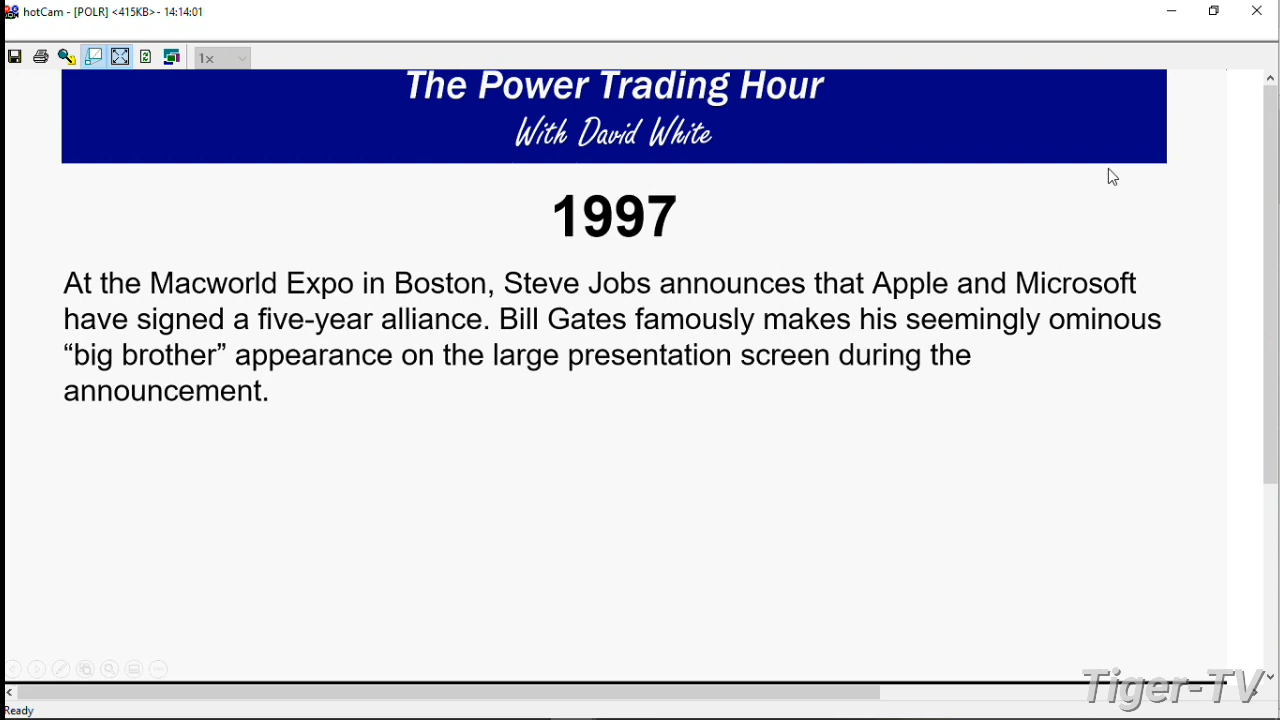 hotCam - [POLR] <415KB>- 14:14:01
1x
The Power Trading Hour
With David White
1997
At the Macworld Expo in Boston, Steve Jobs announces that Apple and Microsoft
have signed a five-year alliance. Bill Gates famously makes his seemingly ominous
“big brother” appearance on the large presentation screen during the
announcement.
Tiger-TV
Ready